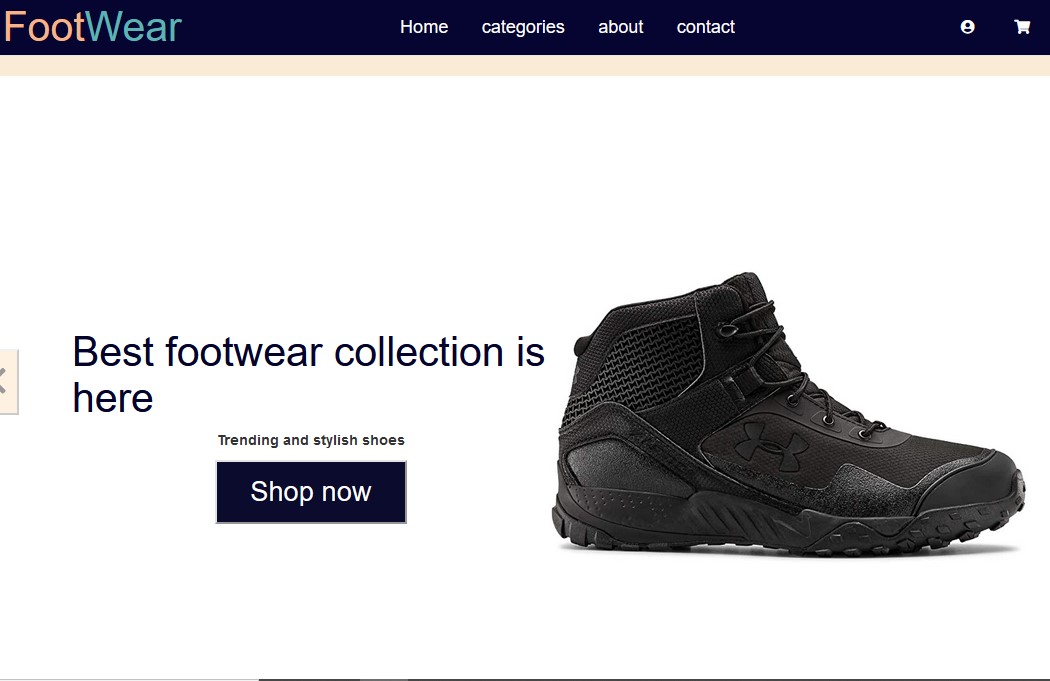 FootWear
Home categories about contact
Best footwear collection is
here
Trending and stylish shoes
Shop now